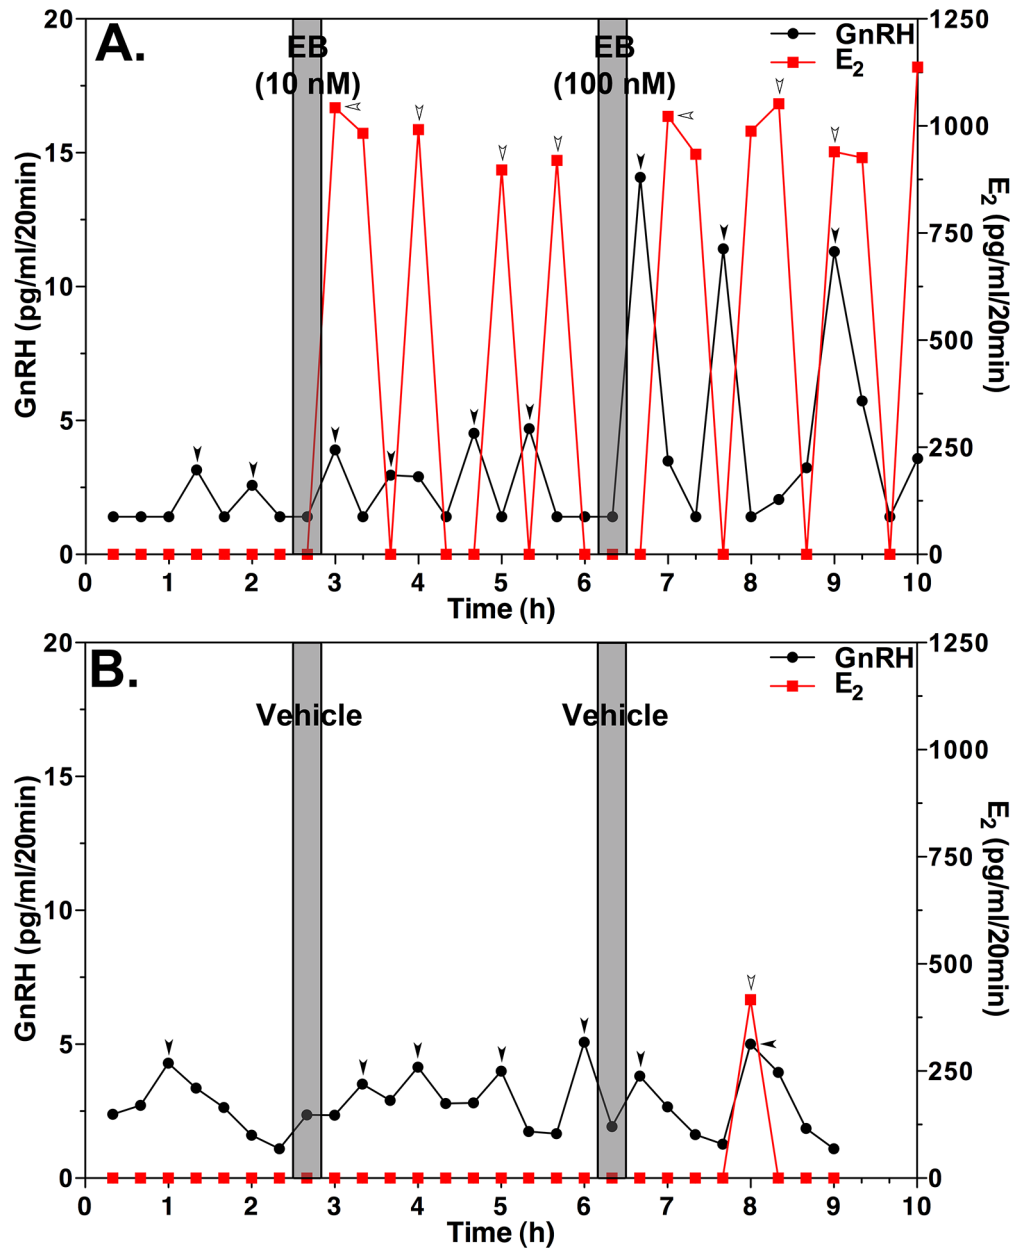 A.
EB
(10 nM)
EB
(100 nM)
GnRH
E2
20
15
10
5
0
GnRH (pg/ml/20min)
1250
1000
750
500
250
0
E2 (pg/ml/20min)
0 1 2 3 4 5 6 7 8 9 10
Time (h)
B.
Vehicle
Vehicle
GnRH
E2
20
15
10
5
0
GnRH (pg/ml/20min)
1250
1000
750
500
250
0
E2 (pg/ml/20min)
0 1 2 3 4 5 6 7 8 9 10
Time (h)